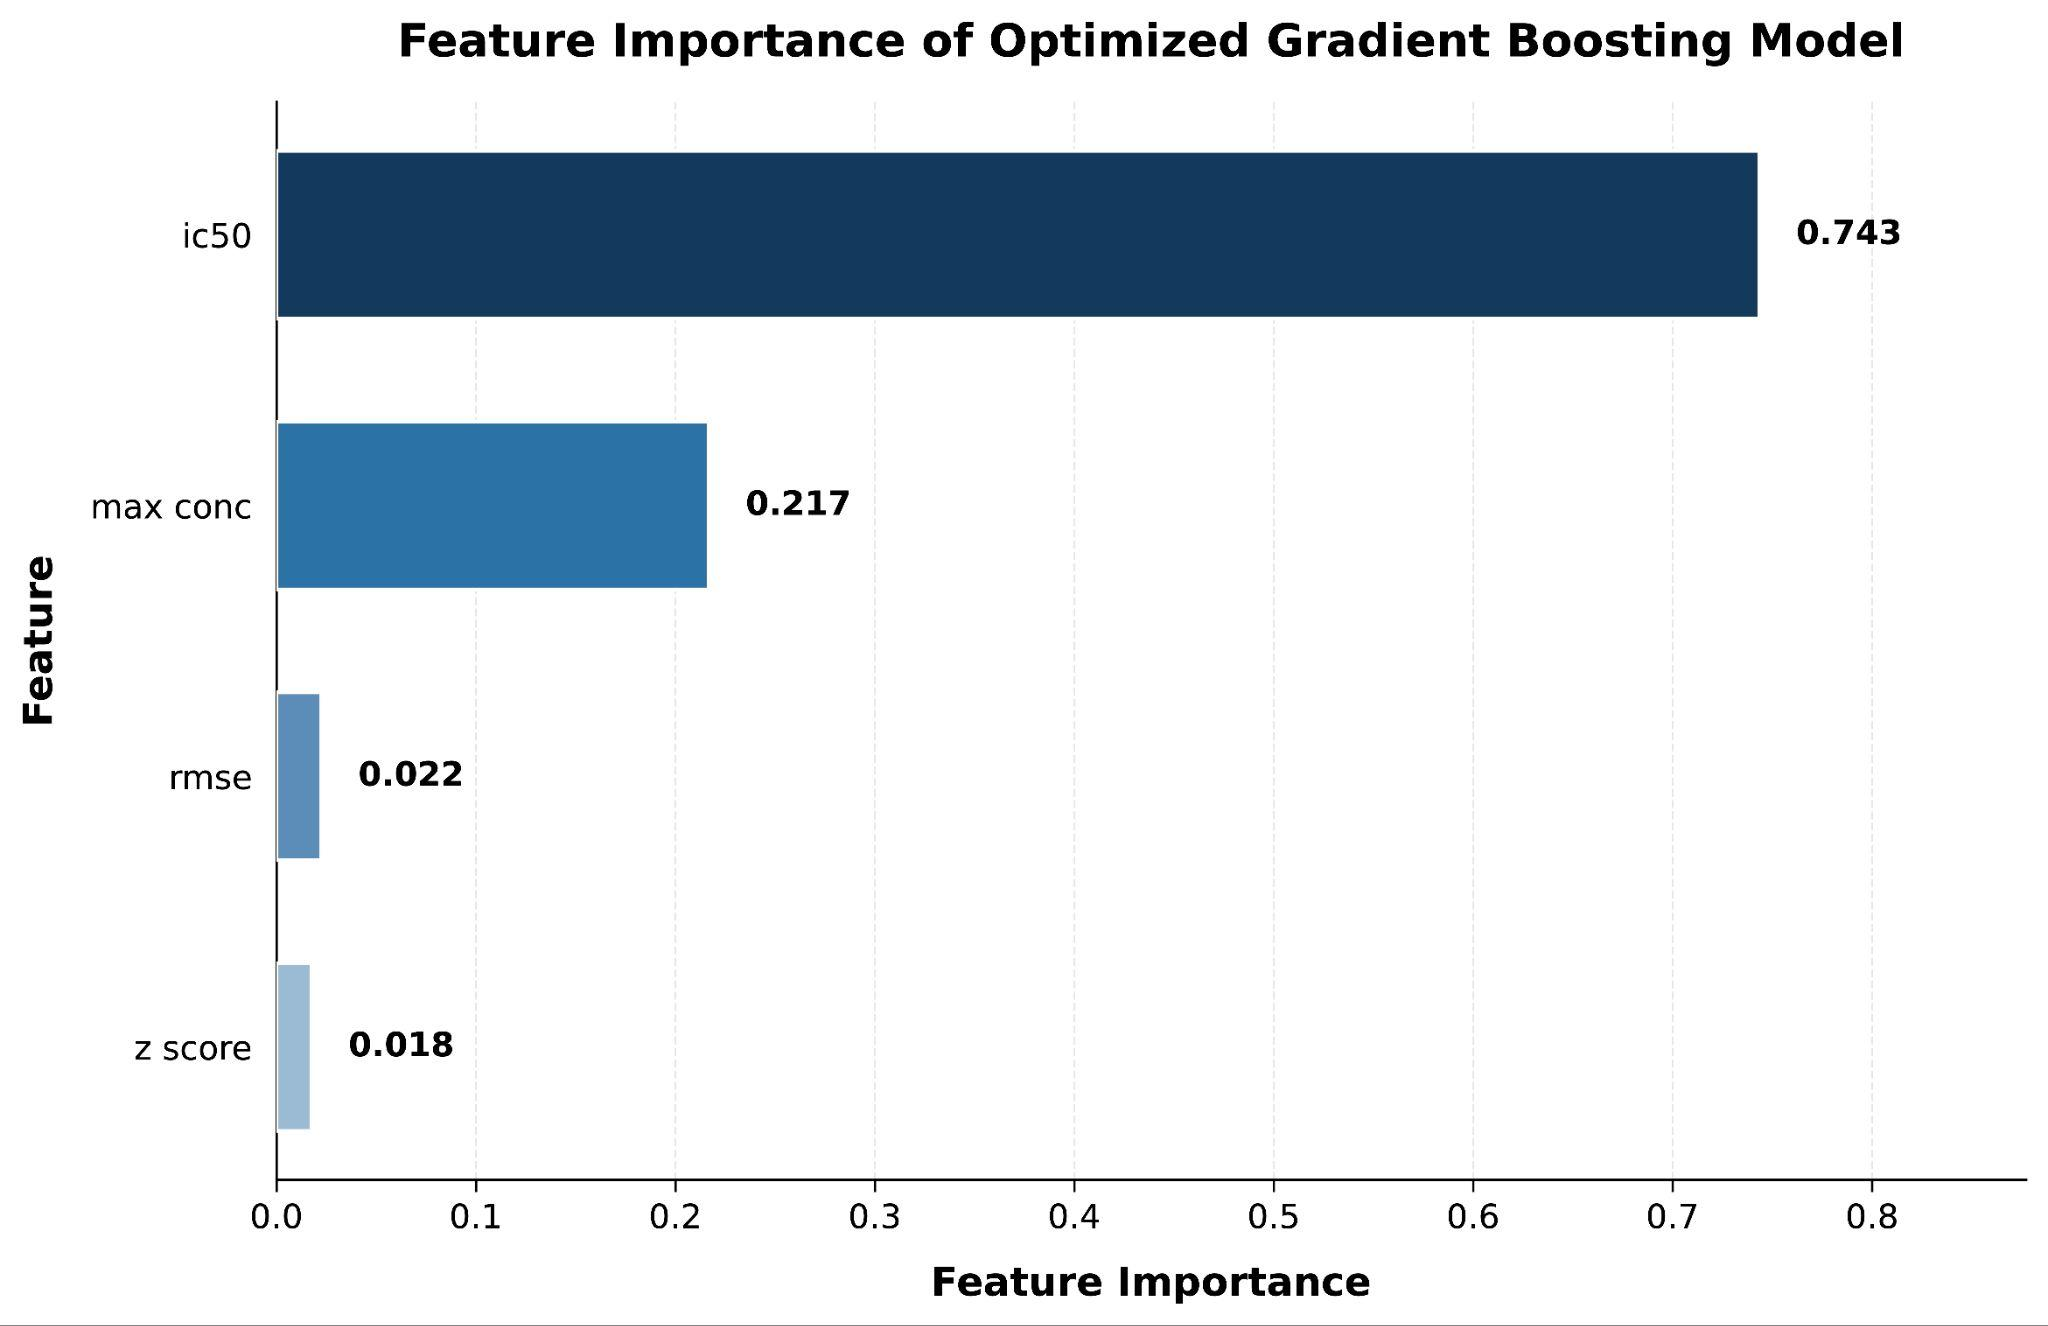 Feature Importance of Optimized Gradient Boosting Model
ic50
0.743
max conc
0.217
Feature
rmse
0.022
z score
0.018
0.0 0.1 0.2 0.3 0.4 0.5 0.6 0.7 0.8
Feature Importance